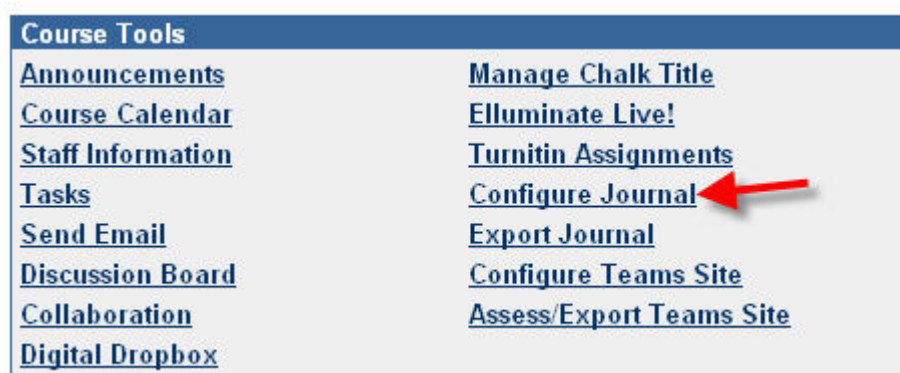 Course Tools
Announcements
Course Calendar
Staff Information
Tasks
Send Email
Discussion Board
Collaboration
Digital Dropbox
Manage Chalk Title
Elluminate Live!
Turnitin Assignments
Configure Journal
Export Journal
Configure Teams Site
Assess/Export Teams Site